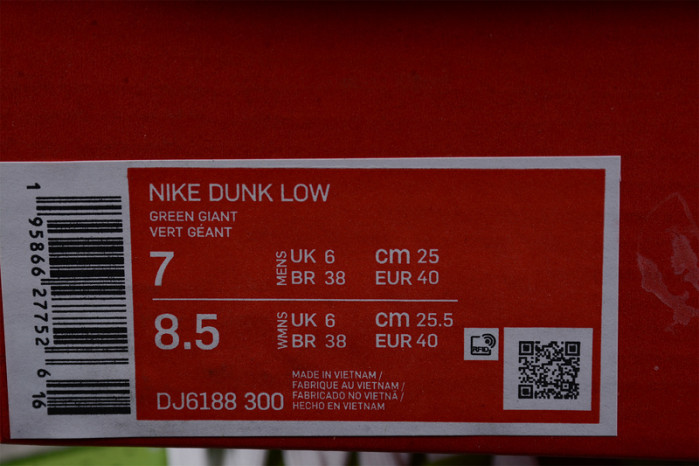 NIKE DUNK LOW
GREEN GIANT
VERT GÉANT
7 MENS UK 6 cm 25
BR 38 EUR 40
8.5 WMNS UK 6 cm 25.5
BR 38 EUR 40
RFID
DJ6188 300
MADE IN VIETNAM /
FABRIQUE AU VIETNAM /
FABRICADO NO VIETNÃ /
HECHO EN VIETNAM
1 95866 27752 6 16